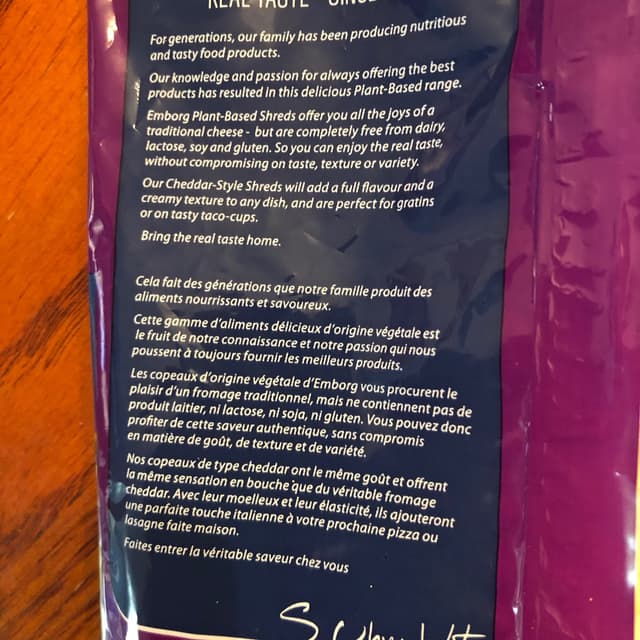 REAL TASTE
For generations, our family has been producing nutritious
and tasty food products.
Our knowledge and passion for always offering the best
products has resulted in this delicious Plant-Based range.
Emborg Plant-Based Shreds offer you all the joys of a
traditional cheese - but are completely free from dairy,
lactose, soy and gluten. So you can enjoy the real taste,
without compromising on taste, texture or variety.
Our Cheddar-Style Shreds will add a full flavour and a
creamy texture to any dish, and are perfect for gratins
or on tasty taco-cups.
Bring the real taste home.
Cela fait des générations que notre famille produit des
aliments nourrissants et savoureux.
Cette gamme d'aliments délicieux d'origine végétale est
le fruit de notre connaissance et notre passion qui nous
poussent à toujours fournir les meilleurs produits.
Les copeaux d'origine végétale d'Emborg vous procurent le
plaisir d'un fromage traditionnel, mais ne contiennent pas de
produit laitier, ni lactose, ni soja, ni gluten. Vous pouvez donc
profiter de cette saveur authentique, sans compromis
en matière de goût, de texture et de variété.
Nos copeaux de type cheddar ont le même goût et offrent
la même sensation en bouche que du véritable fromage
cheddar. Avec leur moelleux et leur élasticité, ils ajouteront
une parfaite touche italienne à votre prochaine pizza ou
lasagne faite maison.
Faites entrer la véritable saveur chez vous